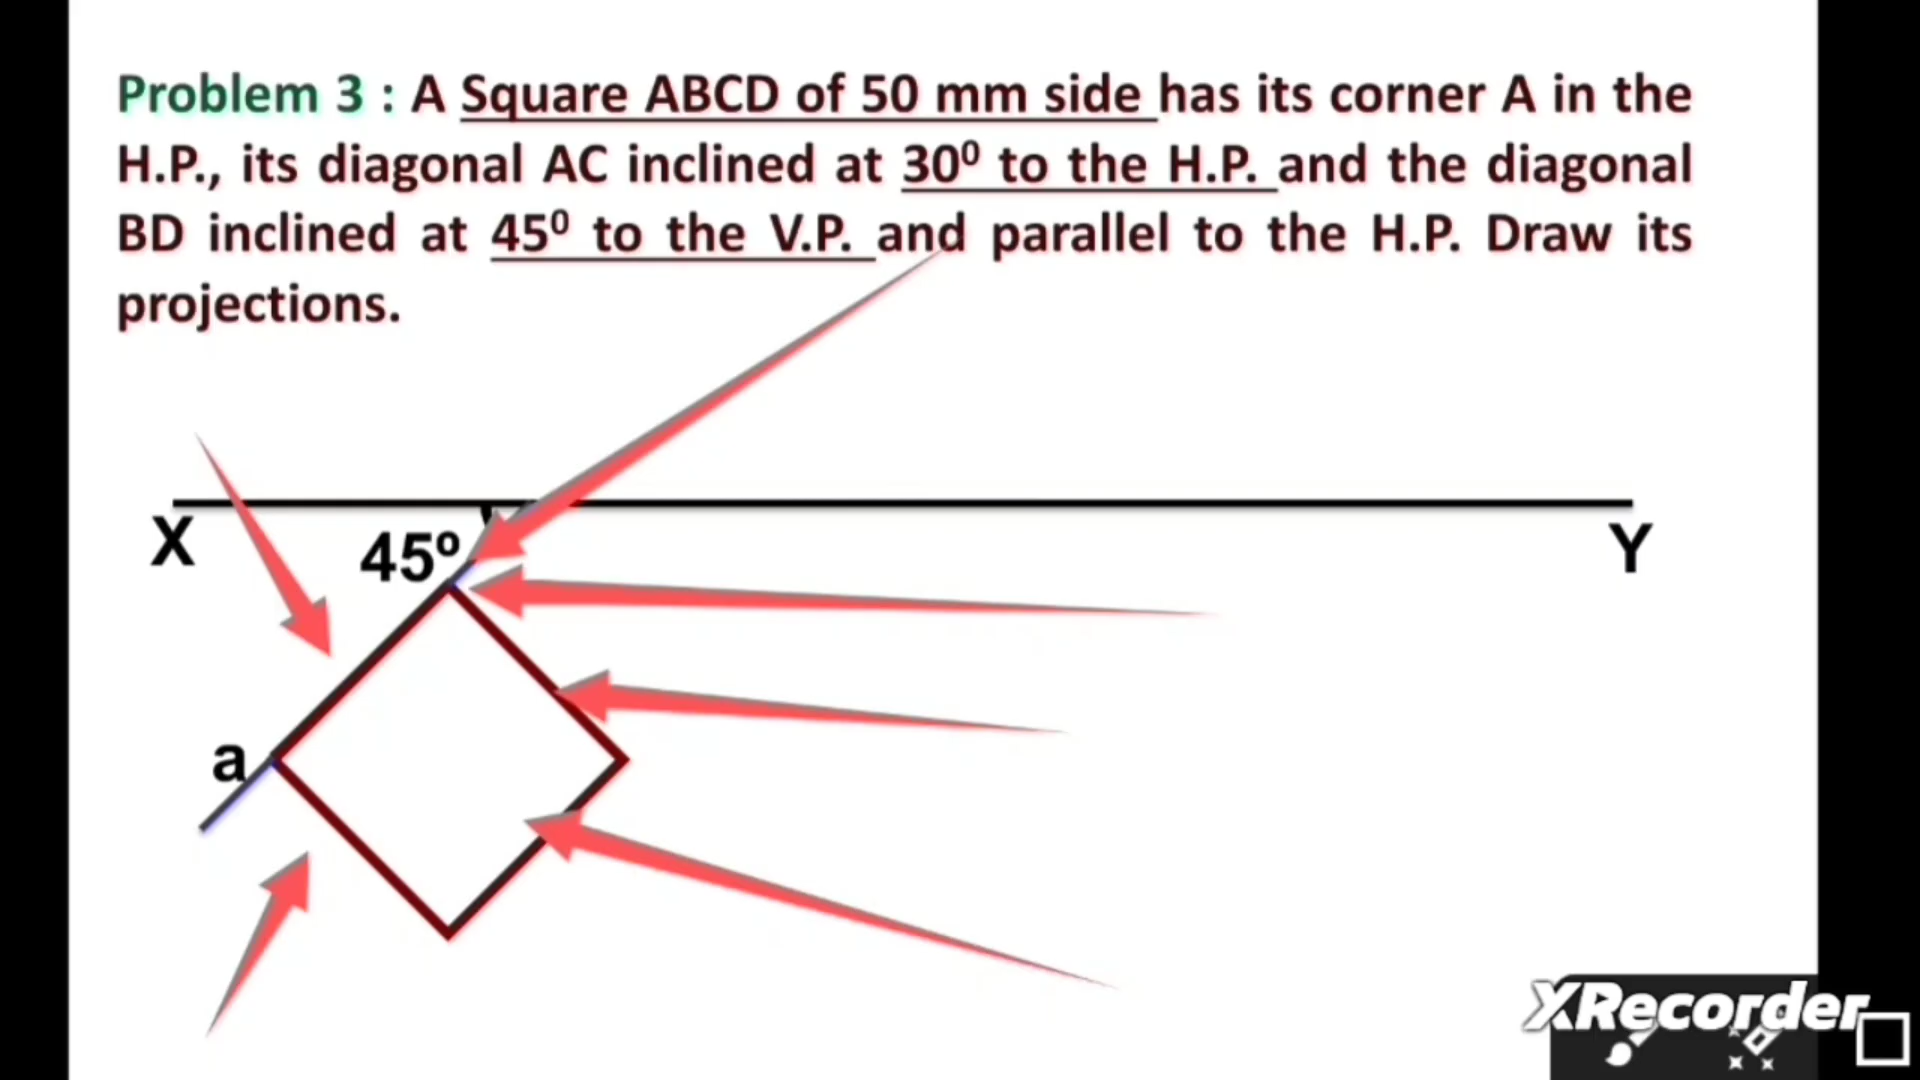 Problem 3 : A Square ABCD of 50 mm side has its corner A in the
H.P., its diagonal AC inclined at 30⁰ to the H.P. and the diagonal
BD inclined at 45⁰ to the V.P. and parallel to the H.P. Draw its
projections.
X
45º
Y
a
XRecorder